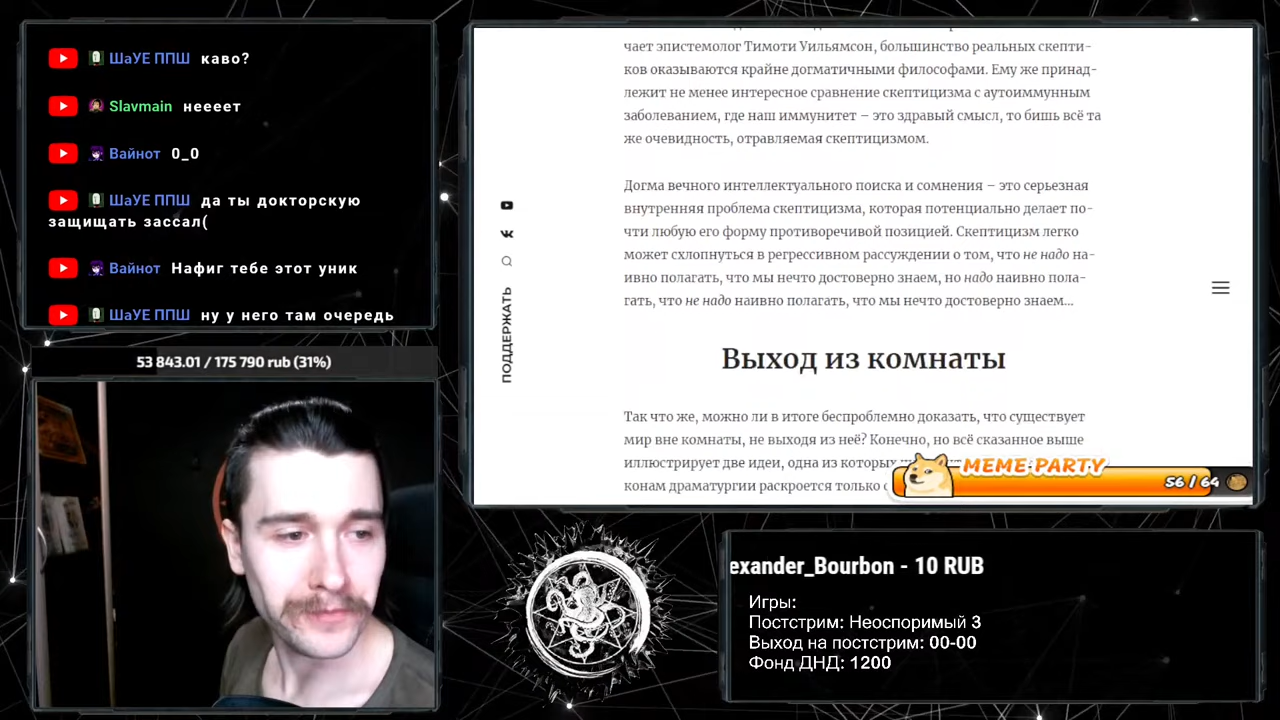 ШаУЕ ППШ каво?
Slavmain неееет
Вайнот 0_0
ШаУЕ ППШ да ты докторскую
защищать зассал(
Вайнот Нафиг тебе этот уник
ШаУЕ ППШ ну у него там очередь
53 843.01 / 175 790 rub (31%)
чает эпистемолог Тимоти Уильямсон, большинство реальных скепти-
ков оказываются крайне догматичными философами. Ему же принад-
лежит не менее интересное сравнение скептицизма с аутоиммунным
заболеванием, где наш иммунитет – это здравый смысл, то бишь всё та
же очевидность, отравляемая скептицизмом.
Догма вечного интеллектуального поиска и сомнения – это серьезная
внутренняя проблема скептицизма, которая потенциально делает по-
чти любую его форму противоречивой позицией. Скептицизм легко
может схлопнуться в регрессивном рассуждении о том, что не надо на-
ивно полагать, что мы нечто достоверно знаем, но надо наивно пола-
гать, что не надо наивно полагать, что мы нечто достоверно знаем...
ПОДДЕРЖАТЬ
Выход из комнаты
Так что же, можно ли в итоге беспроблемно доказать, что существует
мир вне комнаты, не выходя из неё? Конечно, но всё сказанное выше
иллюстрирует две идеи, одна из которых
конам драматургии раскроется только
MEME PARTY
56 / 64
exander_Bourbon - 10 RUB
Игры:
Постстрим: Неоспоримый 3
Выход на постстрим: 00-00
Фонд ДНД: 1200